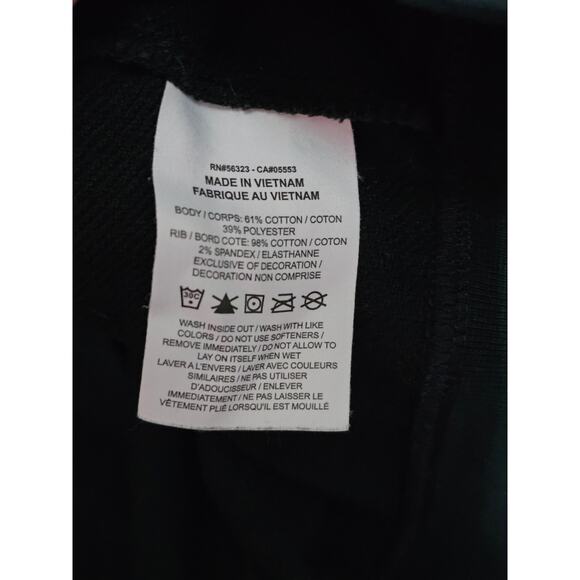 RN#56323 - CA#05553
MADE IN VIETNAM
FABRIQUE AU VIETNAM
BODY / CORPS: 61% COTTON / COTON
39% POLYESTER
RIB / BORD COTE: 98% COTTON / COTON
2% SPANDEX / ELASTHANNE
EXCLUSIVE OF DECORATION /
DECORATION NON COMPRISE
30C
WASH INSIDE OUT / WASH WITH LIKE
COLORS / DO NOT USE SOFTENERS /
REMOVE IMMEDIATELY / DO NOT ALLOW TO
LAY ON ITSELF WHEN WET
LAVER A L'ENVERS / LAVER AVEC COULEURS
SIMILAIRES / NE PAS UTILISER
D'ADOUCISSEUR / ENLEVER
IMMEDIATEMENT / NE PAS LAISSER LE
VÊTEMENT PLIÉ LORSQU'IL EST MOUILLÉ